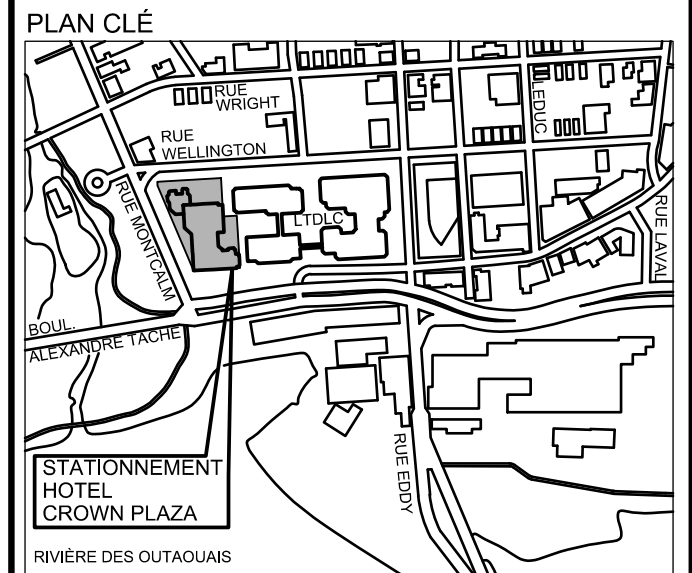 PLAN CLÉ
RUE
WRIGHT
LEDUC
RUE
WELLINGTON
RUE MONTCALM
LTDLC
RUE LAVAL
BOUL.
ALEXANDRE TACHE
RUE EDDY
STATIONNEMENT
HOTEL
CROWN PLAZA
RIVIÈRE DES OUTAOUAIS